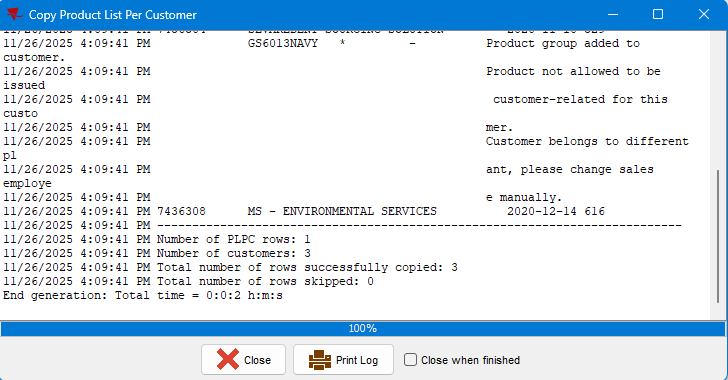 Copy Product List Per Customer
11/26/2025 4:09:41 PM GS6013NAVY * - Product group added to
customer.
11/26/2025 4:09:41 PM Product not allowed to be
issued
11/26/2025 4:09:41 PM customer-related for this
custo
11/26/2025 4:09:41 PM mer.
11/26/2025 4:09:41 PM Customer belongs to different
pl
11/26/2025 4:09:41 PM ant, please change sales
employe
11/26/2025 4:09:41 PM e manually.
11/26/2025 4:09:41 PM 7436308 MS - ENVIRONMENTAL SERVICES 2020-12-14 616
11/26/2025 4:09:41 PM ---------------------------------------------------------------------------
11/26/2025 4:09:41 PM Number of PLPC rows: 1
11/26/2025 4:09:41 PM Number of customers: 3
11/26/2025 4:09:41 PM Total number of rows successfully copied: 3
11/26/2025 4:09:41 PM Total number of rows skipped: 0
End generation: Total time = 0:0:2 h:m:s
100%
Close
Print Log
Close when finished